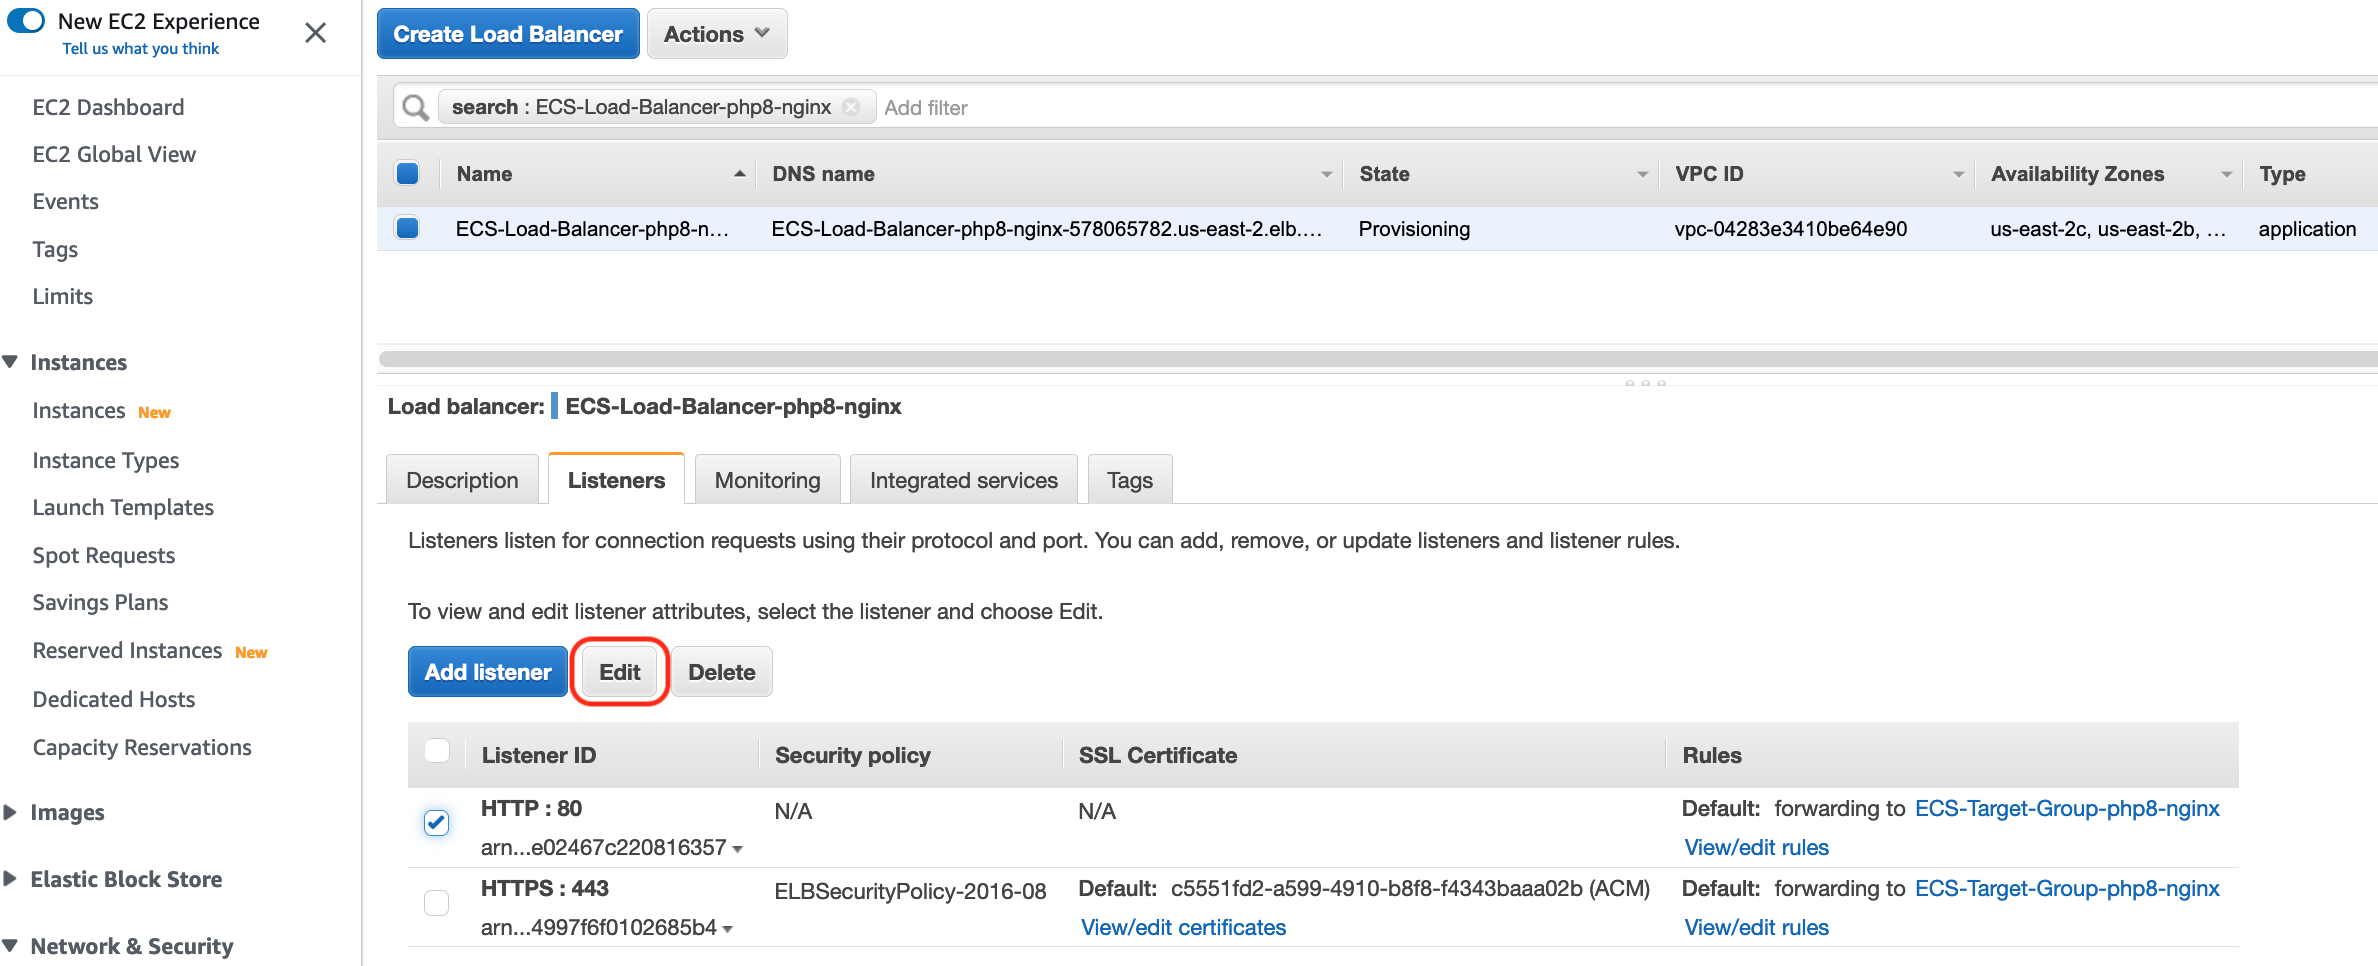 New EC2 Experience
Tell us what you think
EC2 Dashboard
EC2 Global View
Events
Tags
Limits
Instances
Instances New
Instance Types
Launch Templates
Spot Requests
Savings Plans
Reserved Instances New
Dedicated Hosts
Capacity Reservations
Images
Elastic Block Store
Network & Security
Create Load Balancer Actions
search : ECS-Load-Balancer-php8-nginx Add filter
Name DNS name State VPC ID Availability Zones Type
ECS-Load-Balancer-php8-n... ECS-Load-Balancer-php8-nginx-578065782.us-east-2.elb.... Provisioning vpc-04283e3410be64e90 us-east-2c, us-east-2b, ... application
Load balancer: ECS-Load-Balancer-php8-nginx
Description Listeners Monitoring Integrated services Tags
Listeners listen for connection requests using their protocol and port. You can add, remove, or update listeners and listener rules.
To view and edit listener attributes, select the listener and choose Edit.
Add listener Edit Delete
Listener ID Security policy SSL Certificate Rules
HTTP : 80 N/A N/A Default: forwarding to ECS-Target-Group-php8-nginx
arn...e02467c220816357 View/edit rules
HTTPS : 443 ELBSecurityPolicy-2016-08 Default: c5551fd2-a599-4910-b8f8-f4343baaa02b (ACM) Default: forwarding to ECS-Target-Group-php8-nginx
arn...4997f6f0102685b4 View/edit certificates View/edit rules